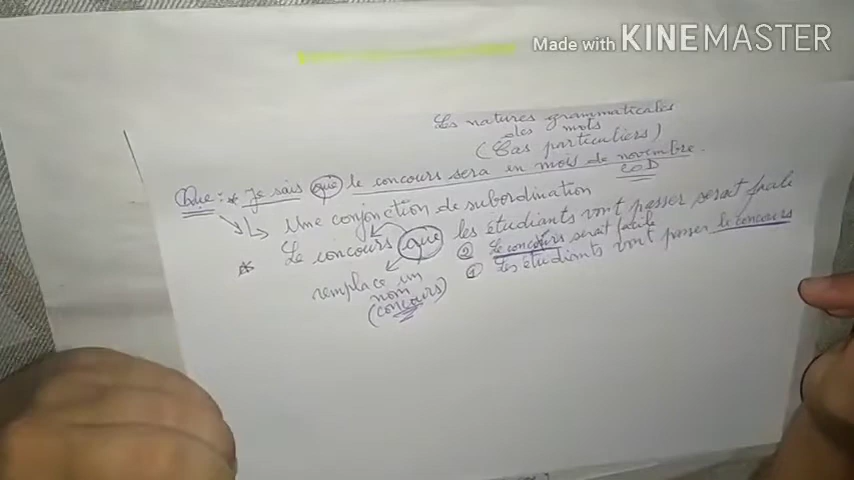 Made with KINEMASTER
Les natures grammaticales
des mots
(Cas particuliers)
Que : * Je sais que le concours sera en mois de novembre.
COD
Une conjonction de subordination
* Le concours que les étudiants vont passer serait facile
② Le concours serait facile
remplace un ① Les étudiants vont passer le concours
nom
(concours)